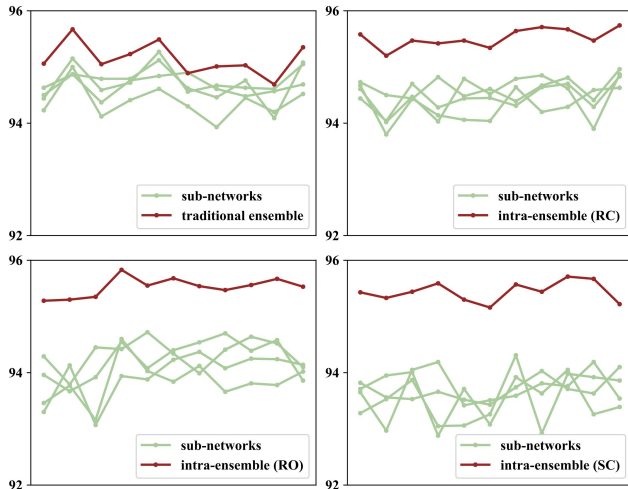 96
94
92
sub-networks
traditional ensemble
96
94
92
sub-networks
intra-ensemble (RC)
96
94
92
sub-networks
intra-ensemble (RO)
96
94
92
sub-networks
intra-ensemble (SC)